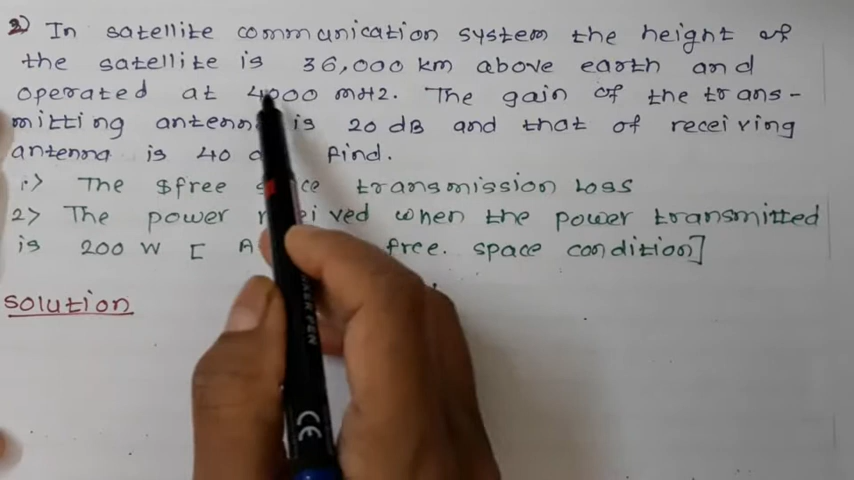 2) In satellite communication system the height of
the satellite is 36,000 km above earth and
operated at 4000 MHz. The gain of the trans-
mitting antenn is 20 dB and that of receiving
antenna is 40 find.
1) The free transmission Loss
2) The power when the power transmitted
is 200 W [ free. space condition]
Solution
CE